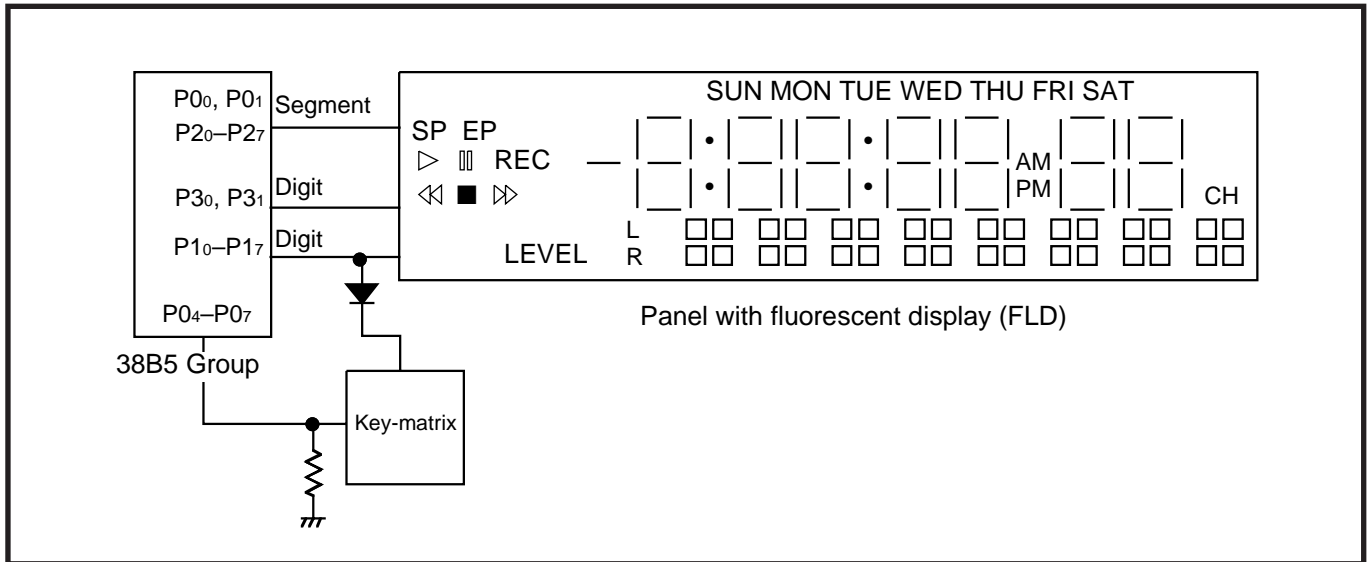 P00, P01
Segment
P20–P27
P30, P31
Digit
P10–P17
Digit
P04–P07
38B5 Group
Key-matrix
SUN MON TUE WED THU FRI SAT
SP EP
REC
AM
PM
CH
L
LEVEL R
Panel with fluorescent display (FLD)